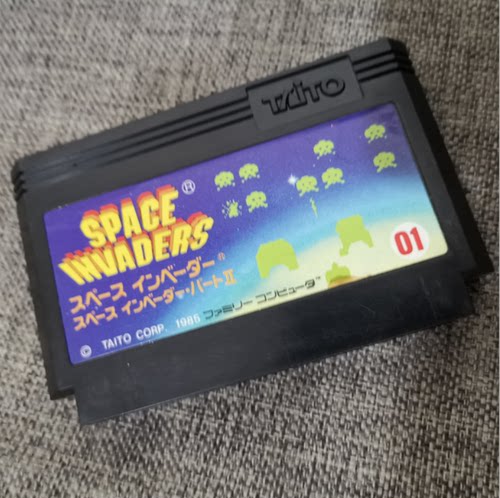 TAITO
SPACE
INVADERS®
スペース インベーダー®
スペース インベーダー・パートⅡ
© TAITO CORP. 1985 ファミリー コンピュータ™
01